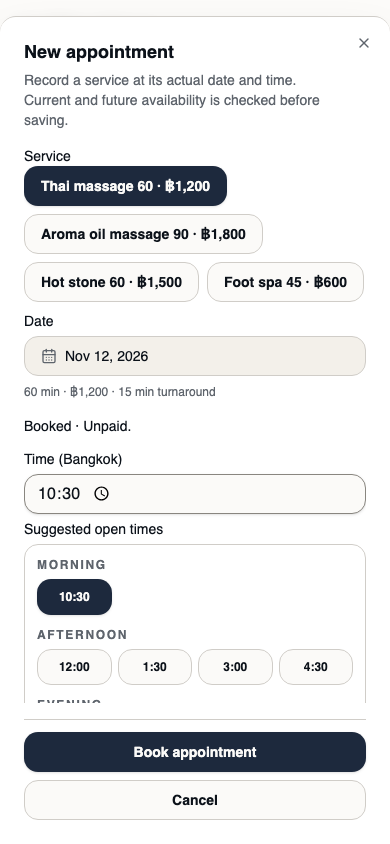 New appointment
Record a service at its actual date and time.
Current and future availability is checked before
saving.
Service
Thai massage 60 · ฿1,200
Aroma oil massage 90 · ฿1,800
Hot stone 60 · ฿1,500
Foot spa 45 · ฿600
Date
Nov 12, 2026
60 min · ฿1,200 · 15 min turnaround
Booked · Unpaid.
Time (Bangkok)
10:30
Suggested open times
MORNING
10:30
AFTERNOON
12:00 1:30 3:00 4:30
EVENING
Book appointment
Cancel